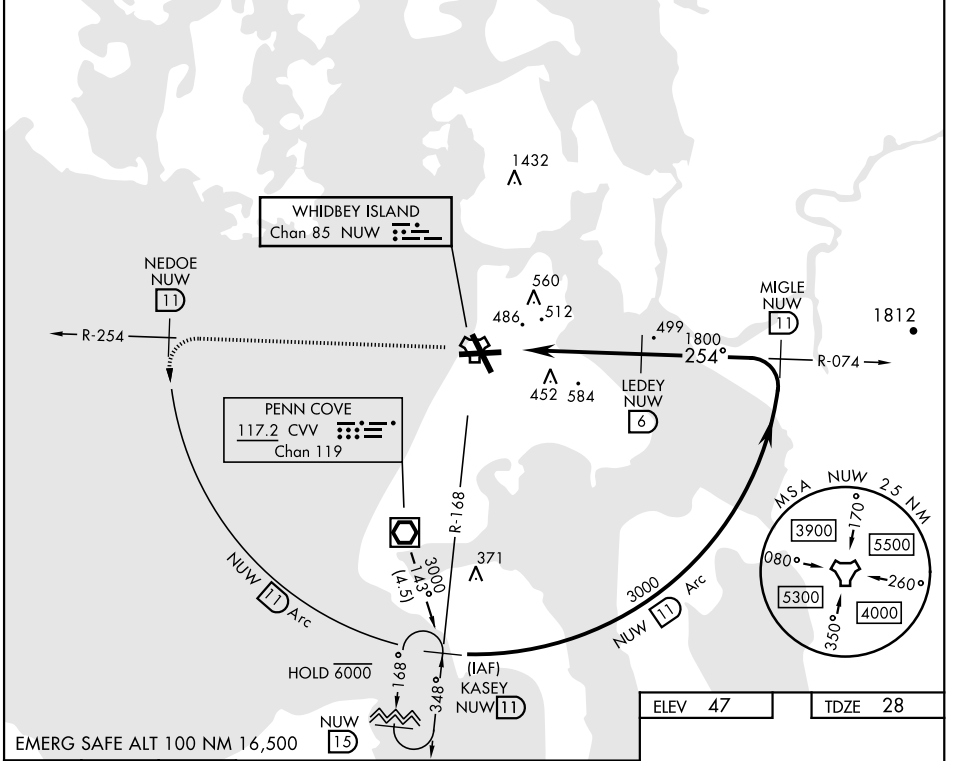 1432
WHIDBEY ISLAND
Chan 85 NUW
NEDOE
NUW
11
R-254
560
486
512
MIGLE
NUW
11
1812
499
1800
254°
R-074
LEDEY
NUW
6
452
584
PENN COVE
117.2 CVV
Chan 119
R-168
3000
143°
(4.5)
371
MSA NUW 25 NM
170°
3900
5500
080°
260°
5300
4000
350°
NUW 11 Arc
3000
NUW 11 Arc
HOLD 6000
168°
348°
(IAF)
KASEY
NUW 11
NUW
15
ELEV 47
TDZE 28
EMERG SAFE ALT 100 NM 16,500